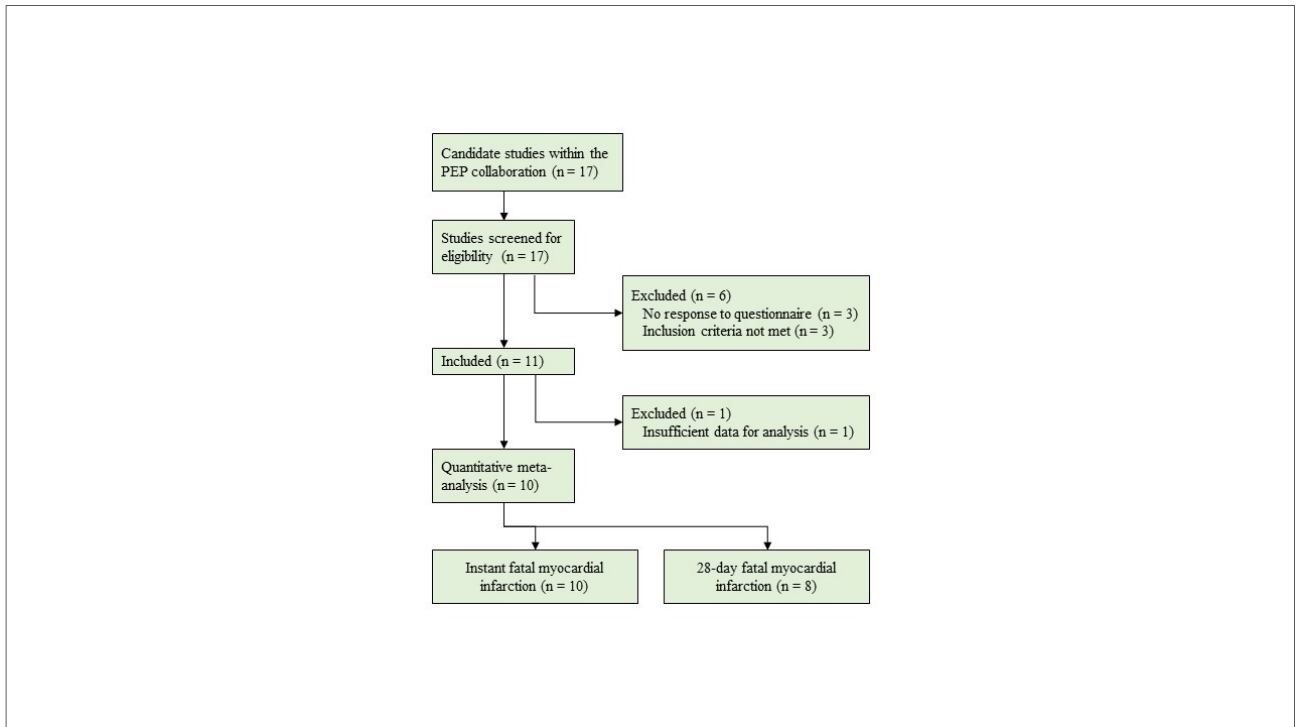 Candidate studies within the
PEP collaboration (n = 17)
Studies screened for
eligibility (n = 17)
Excluded (n = 6)
No response to questionnaire (n = 3)
Inclusion criteria not met (n = 3)
Included (n = 11)
Excluded (n = 1)
Insufficient data for analysis (n = 1)
Quantitative meta-
analysis (n = 10)
Instant fatal myocardial
infarction (n = 10)
28-day fatal myocardial
infarction (n = 8)